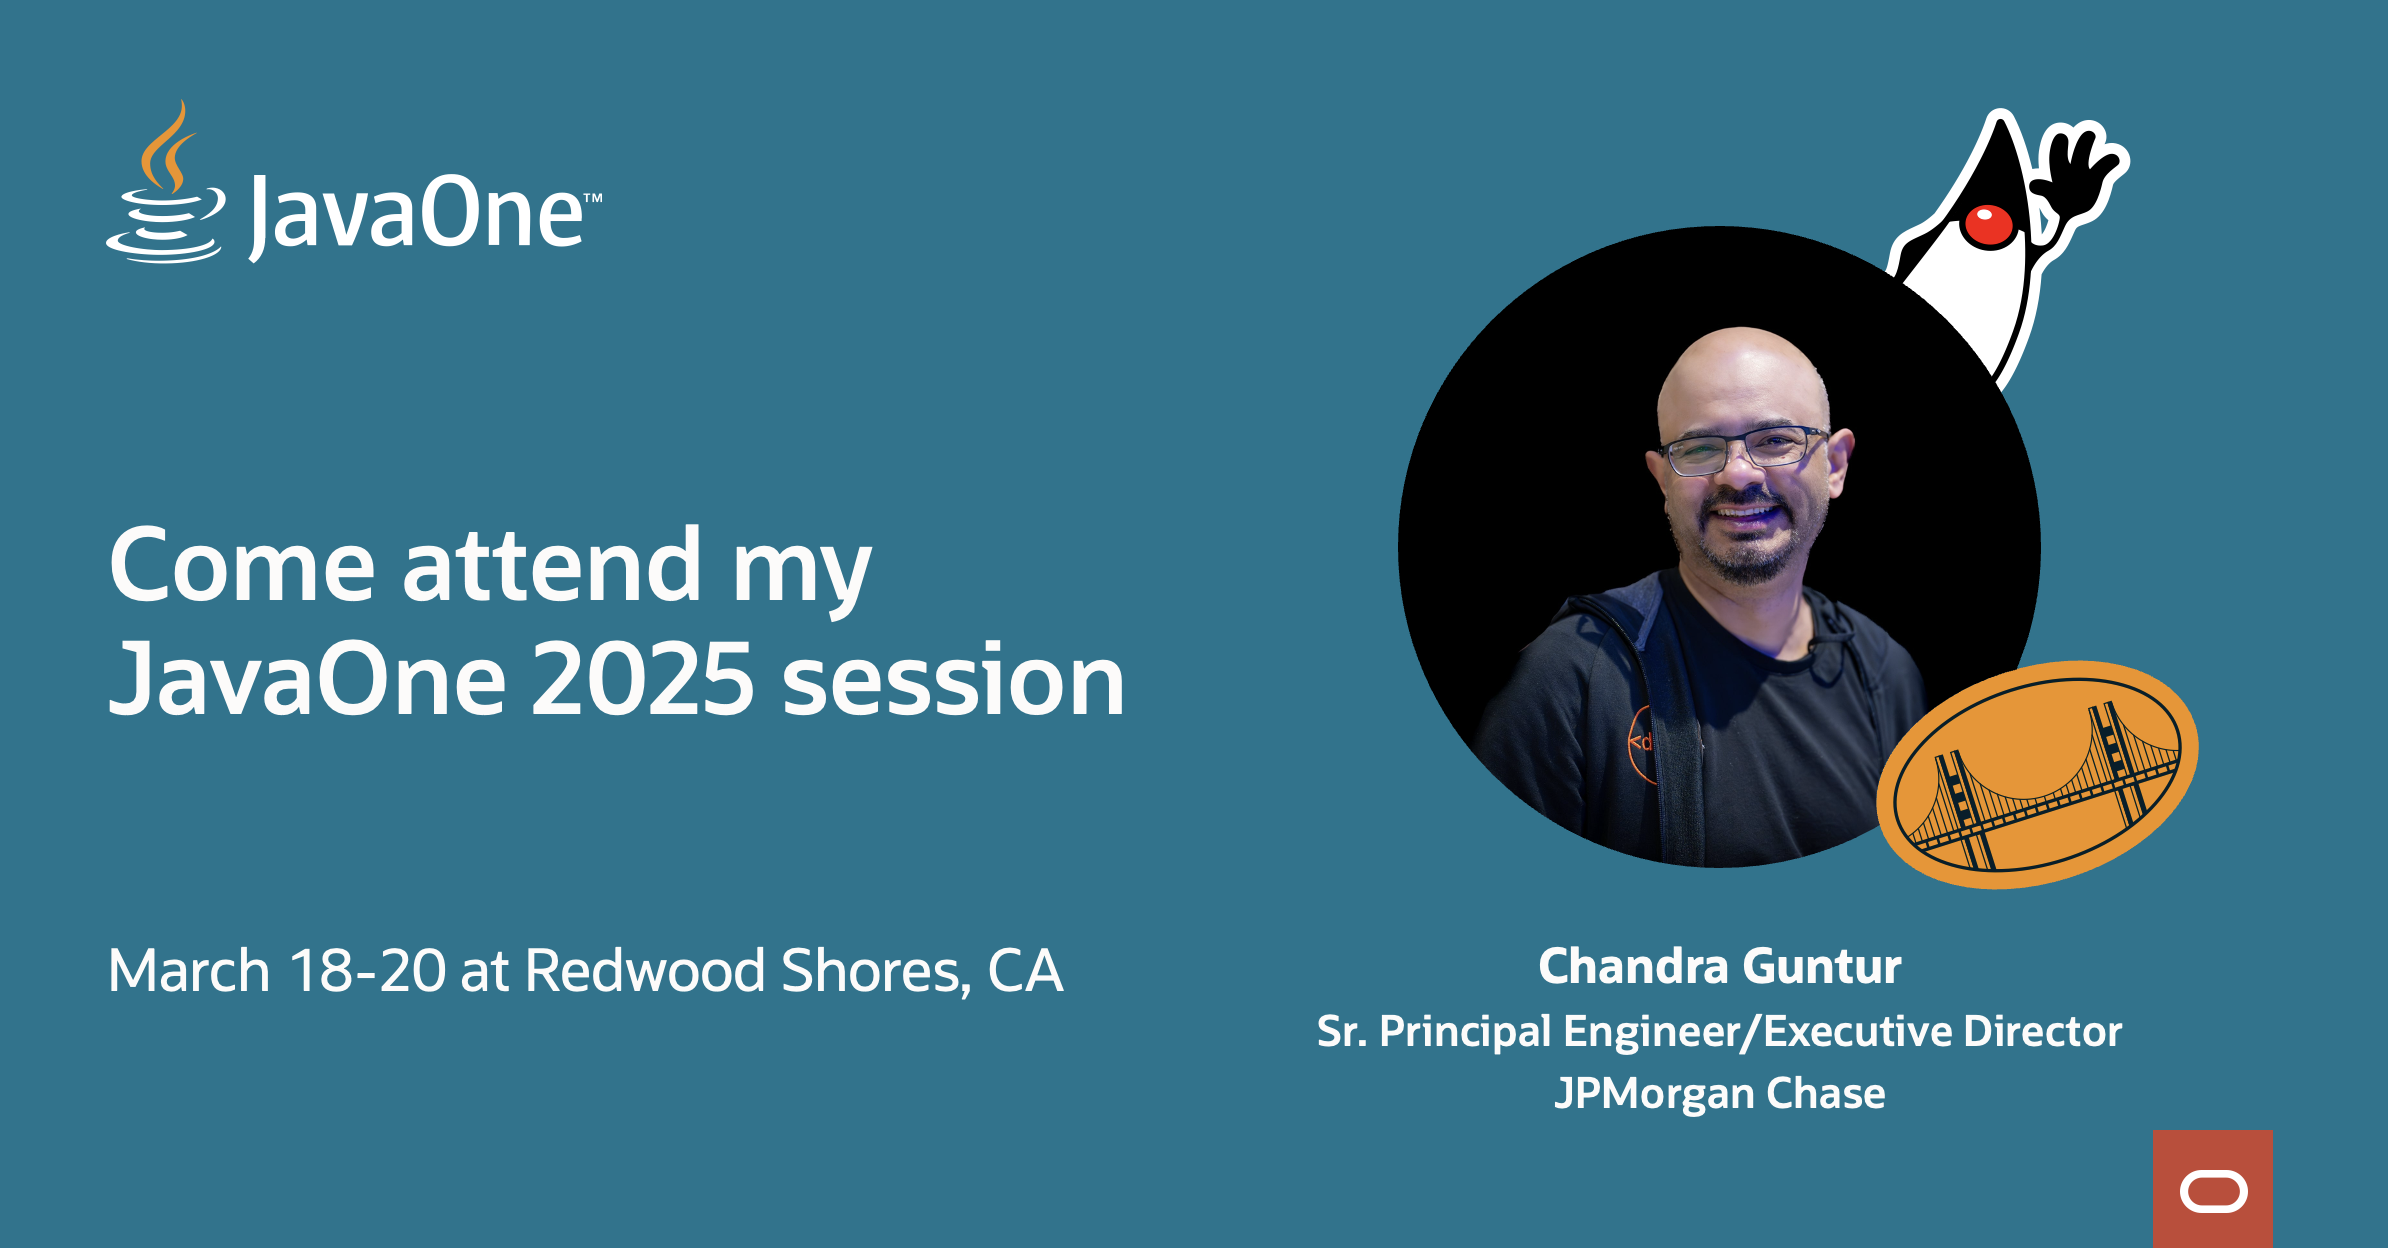 JavaOne™
Come attend my
JavaOne 2025 session
March 18-20 at Redwood Shores, CA
<d
Chandra Guntur
Sr. Principal Engineer/Executive Director
JPMorgan Chase